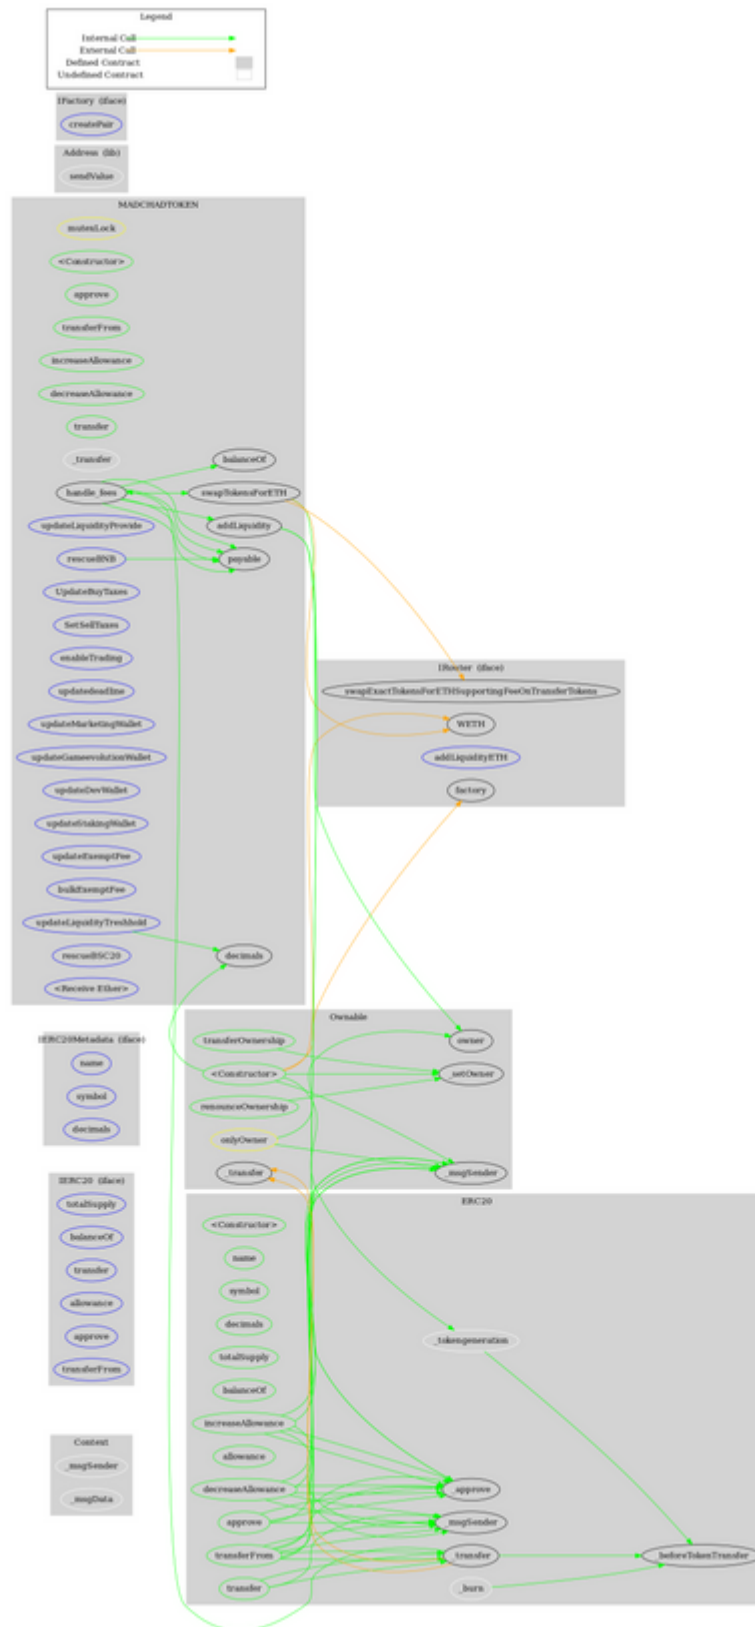 Legend
Internal Call
External Call
Defined Contract
Undefined Contract
IFactory (iface)
createPair
Address (lib)
sendValue
MADCHADTOKEN
mutexLock
<Constructor>
approve
transferFrom
increaseAllowance
decreaseAllowance
transfer
_transfer
balanceOf
handle_fees
swapTokensForETH
updateLiquidityProvide
addLiquidity
rescueBNB
payable
UpdateBuyTaxes
SetSellTaxes
enableTrading
updatedeadline
updateMarketingWallet
updateGameevolutionWallet
updateDevWallet
updateStakingWallet
updateExemptFee
bulkExemptFee
updateLiquidityTreshhold
rescueBSC20
decimals
<Receive Ether>
IRouter (iface)
swapExactTokensForETHSupportingFeeOnTransferTokens
WETH
addLiquidityETH
factory
Ownable
transferOwnership
owner
<Constructor>
_setOwner
renounceOwnership
onlyOwner
transfer
_msgSender
IERC20Metadata (iface)
name
symbol
decimals
IERC20 (iface)
totalSupply
balanceOf
transfer
allowance
approve
transferFrom
Context
_msgSender
_msgData
ERC20
<Constructor>
name
symbol
decimals
_tokengeneration
totalSupply
balanceOf
increaseAllowance
allowance
decreaseAllowance
_approve
approve
_msgSender
transferFrom
_transfer
_beforeTokenTransfer
transfer
_burn